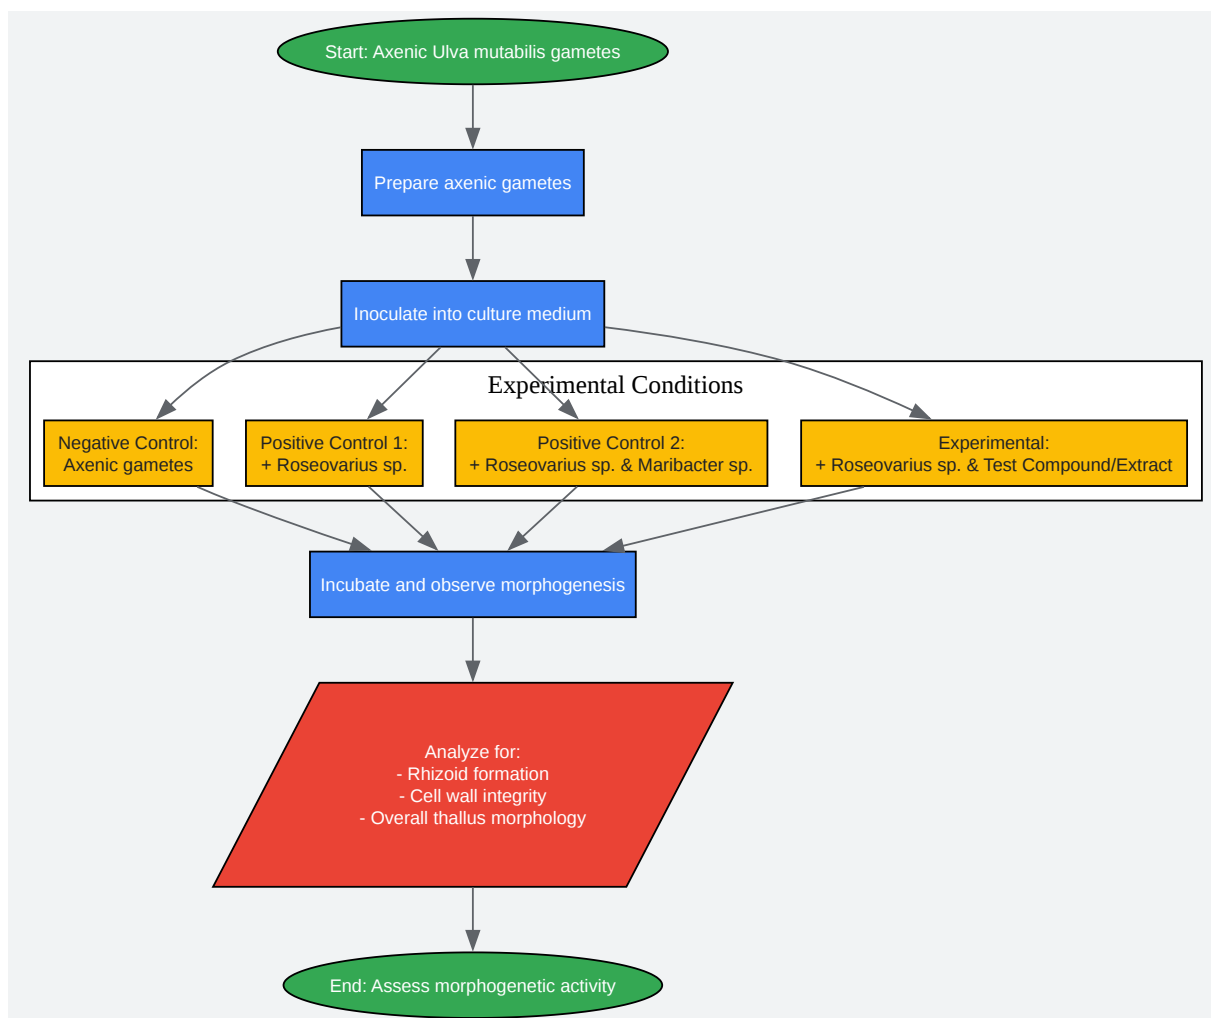 Start: Axenic Ulva mutabilis gametes
Prepare axenic gametes
Inoculate into culture medium
Experimental Conditions
Negative Control:
Axenic gametes
Positive Control 1:
+ Roseovarius sp.
Positive Control 2:
+ Roseovarius sp. & Maribacter sp.
Experimental:
+ Roseovarius sp. & Test Compound/Extract
Incubate and observe morphogenesis
Analyze for:
- Rhizoid formation
- Cell wall integrity
- Overall thallus morphology
End: Assess morphogenetic activity